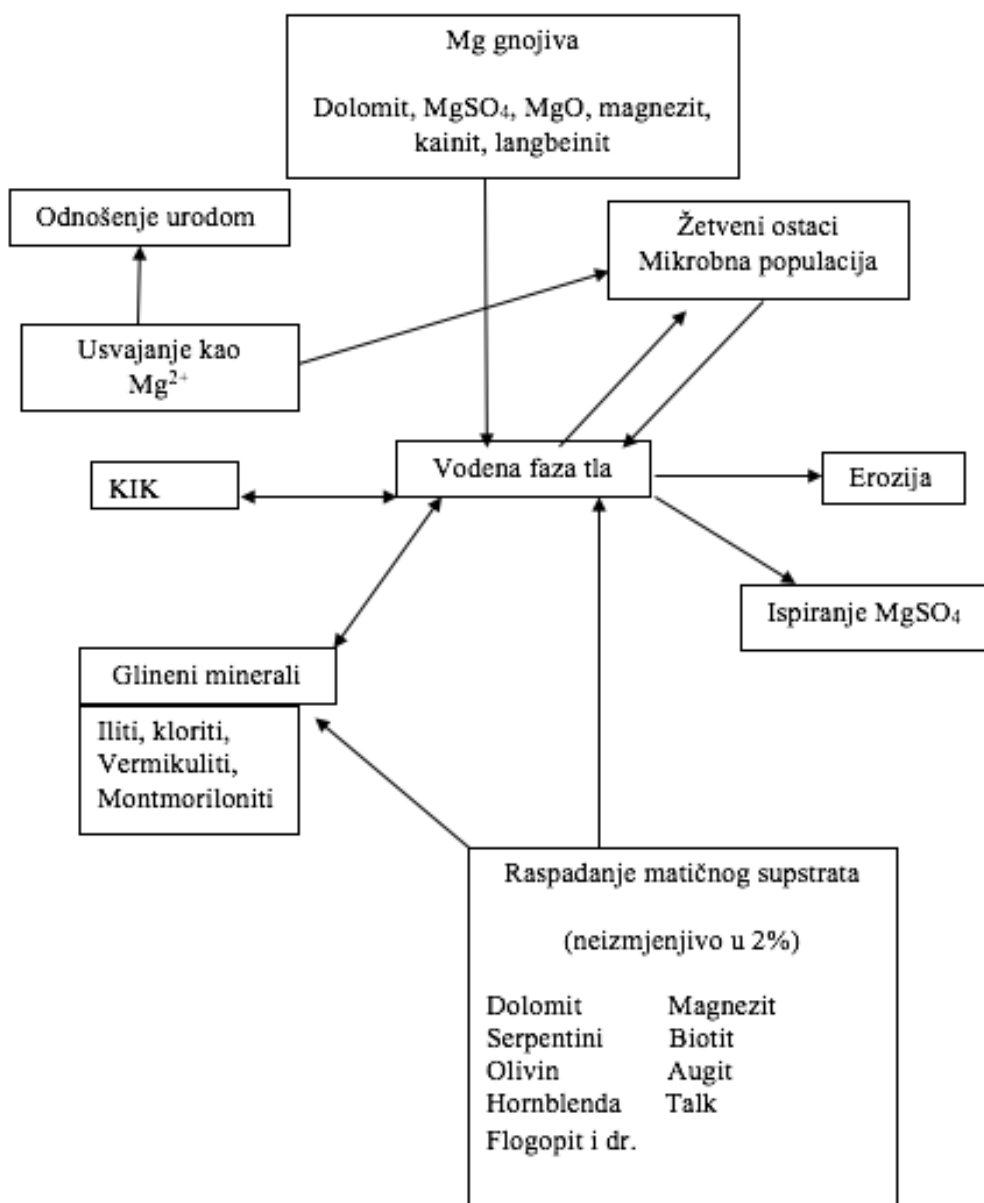 Mg gnojiva
Dolomit, MgSO₄, MgO, magnezit,
kainit, langbeinit
Odnošenje urodom
Žetveni ostaci
Mikrobna populacija
Usvajanje kao
Mg²⁺
Vodena faza tla
KIK
Erozija
Ispiranje MgSO₄
Glineni minerali
Iliti, kloriti,
Vermikuliti,
Montmoriloniti
Raspadanje matičnog supstrata
(neizmjenjivo u 2%)
Dolomit Magnezit
Serpentini Biotit
Olivin Augit
Hornblenda Talk
Flogopit i dr.